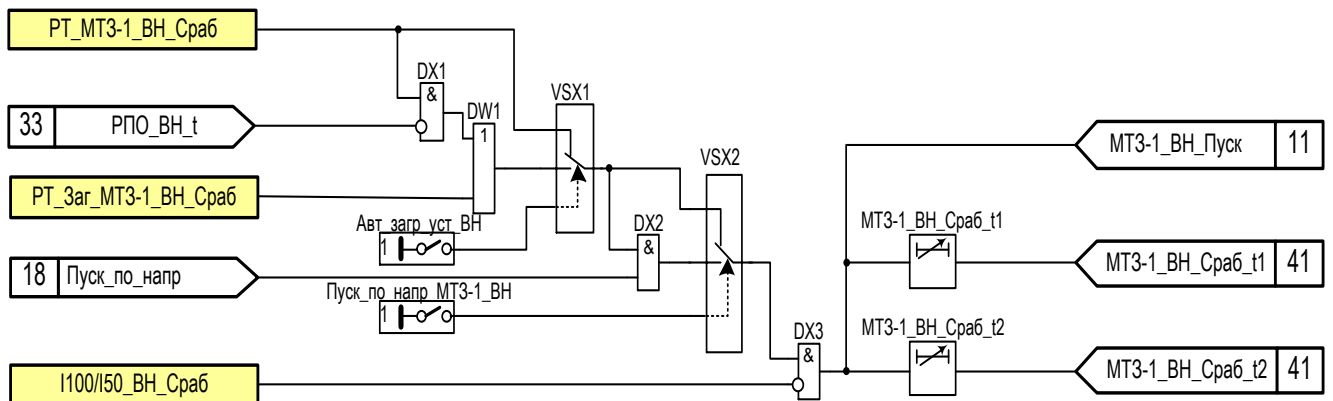 РТ_МТЗ-1_ВН_Сраб
DX1
&
VSX1
33 РПО_ВН_t
DW1
1
МТЗ-1_ВН_Пуск 11
VSX2
РТ_Заг_МТЗ-1_ВН_Сраб
Авт_загр_уст_ВН
1
DX2
&
МТЗ-1_ВН_Сраб_t1
18 Пуск_по_напр
МТЗ-1_ВН_Сраб_t1 41
Пуск_по_напр_МТЗ-1_ВН
1
DX3
&
МТЗ-1_ВН_Сраб_t2
I100/I50_ВН_Сраб
МТЗ-1_ВН_Сраб_t2 41